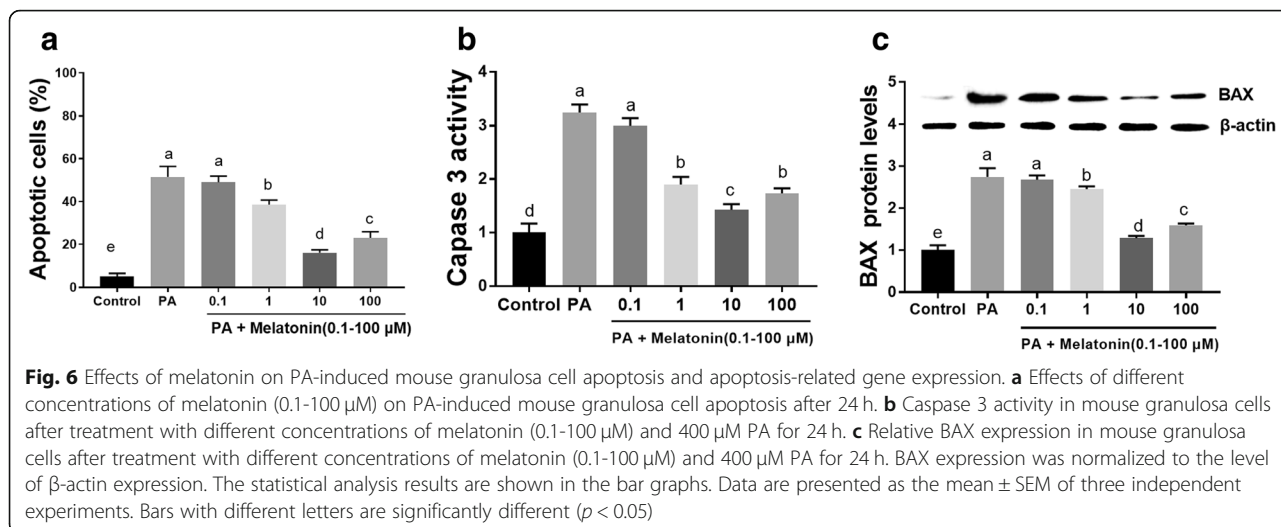 a
Apoptotic cells (%)
100
80
60
40
20
0
e
a
a
b
d
c
Control PA 0.1 1 10 100
PA + Melatonin(0.1-100 μM)
b
Capase 3 activity
4
3
2
1
0
d
a
a
b
c
b
Control PA 0.1 1 10 100
PA + Melatonin(0.1-100 μM)
c
BAX protein levels
5
4
3
2
1
0
BAX
β-actin
e
a
a
b
d
c
Control PA 0.1 1 10 100
PA + Melatonin(0.1-100 μM)
Fig. 6 Effects of melatonin on PA-induced mouse granulosa cell apoptosis and apoptosis-related gene expression. a Effects of different
concentrations of melatonin (0.1-100 μM) on PA-induced mouse granulosa cell apoptosis after 24 h. b Caspase 3 activity in mouse granulosa cells
after treatment with different concentrations of melatonin (0.1-100 μM) and 400 μM PA for 24 h. c Relative BAX expression in mouse granulosa
cells after treatment with different concentrations of melatonin (0.1-100 μM) and 400 μM PA for 24 h. BAX expression was normalized to the level
of β-actin expression. The statistical analysis results are shown in the bar graphs. Data are presented as the mean ± SEM of three independent
experiments. Bars with different letters are significantly different (p < 0.05)